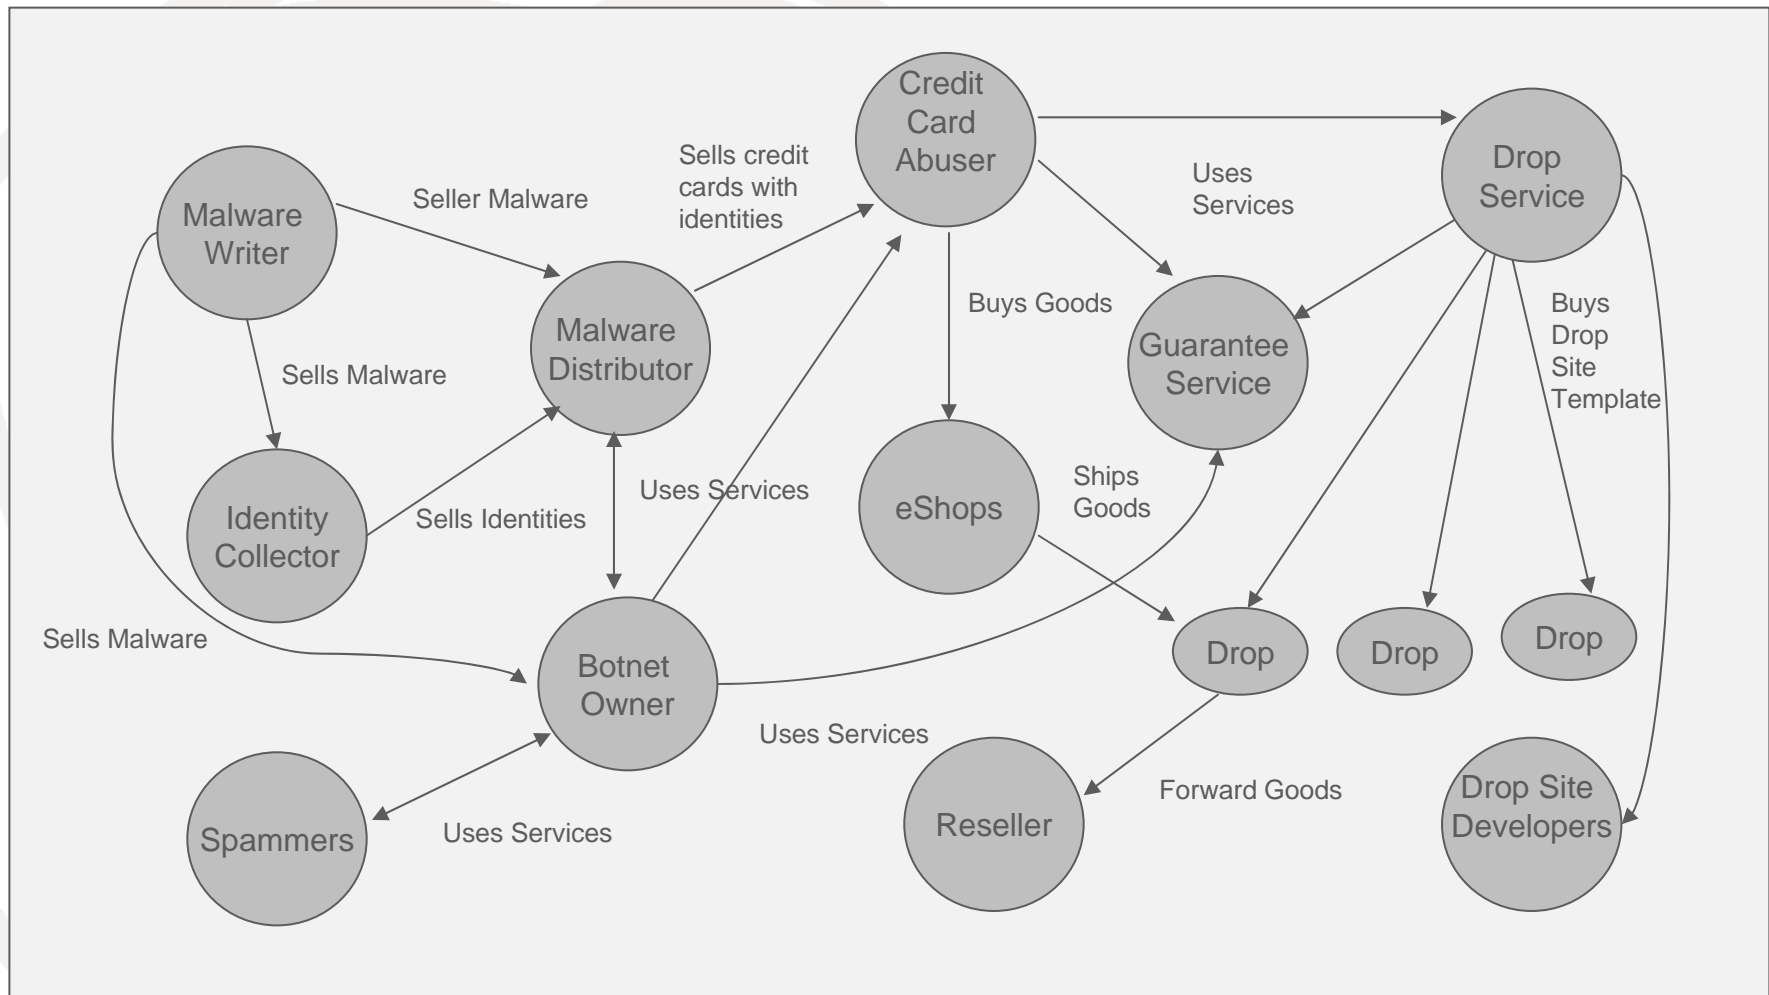 Credit
Card
Abuser
Malware
Writer
Seller Malware
Sells credit
cards with
identities
Uses
Services
Drop
Service
Malware
Distributor
Buys Goods
Guarantee
Service
Buys
Drop
Site
Template
Sells Malware
Identity
Collector
Sells Identities
Uses Services
eShops
Ships
Goods
Sells Malware
Botnet
Owner
Drop
Drop
Drop
Uses Services
Spammers
Uses Services
Reseller
Forward Goods
Drop Site
Developers